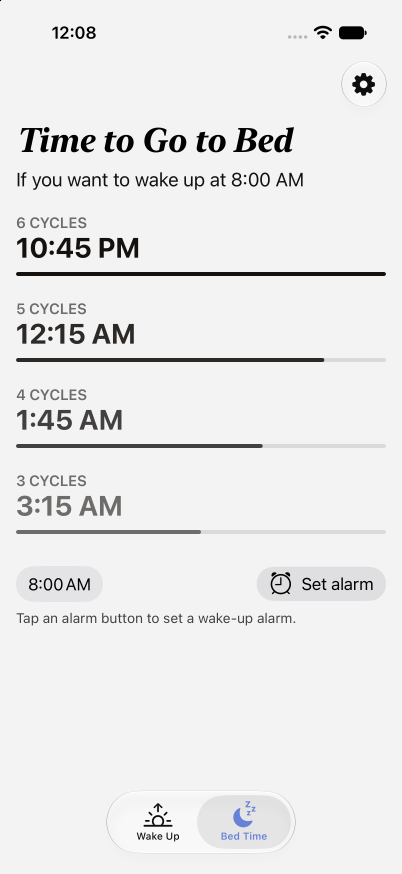 12:08
Time to Go to Bed
If you want to wake up at 8:00 AM
6 CYCLES
10:45 PM
5 CYCLES
12:15 AM
4 CYCLES
1:45 AM
3 CYCLES
3:15 AM
8:00 AM
Set alarm
Tap an alarm button to set a wake-up alarm.
z z z
Wake Up
Bed Time